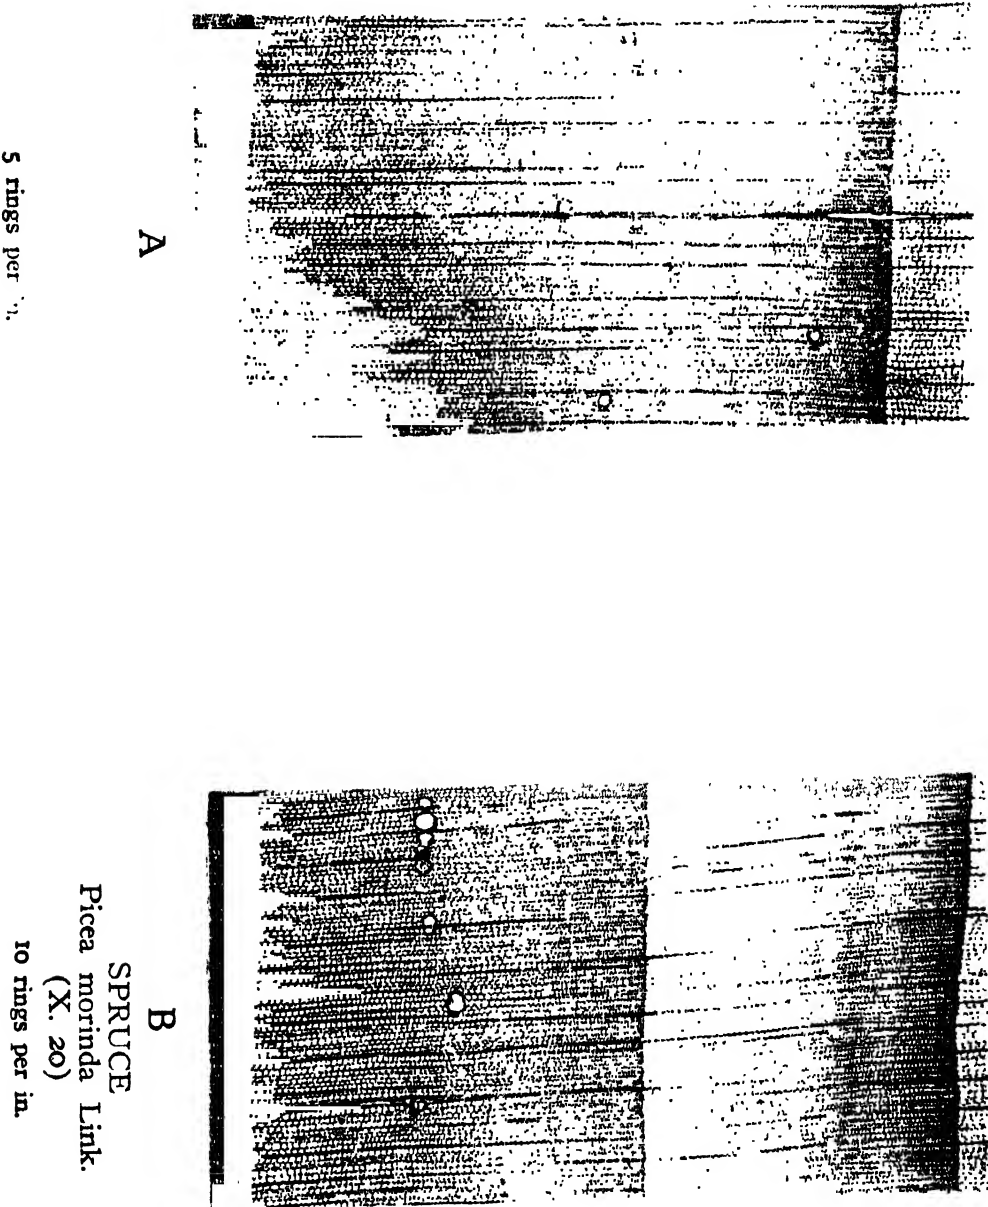 A
5 rings per
B
SPRUCE
Picea morinda Link.
(X. 20)
10 rings per in.